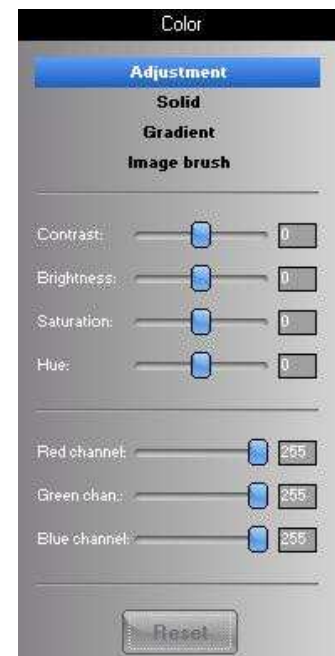 Color
Adjustment
Solid
Gradient
Image brush
Contrast: 0
Brightness: 0
Saturation: 0
Hue: 0
Red channel: 255
Green chan.: 255
Blue channel: 255
Reset